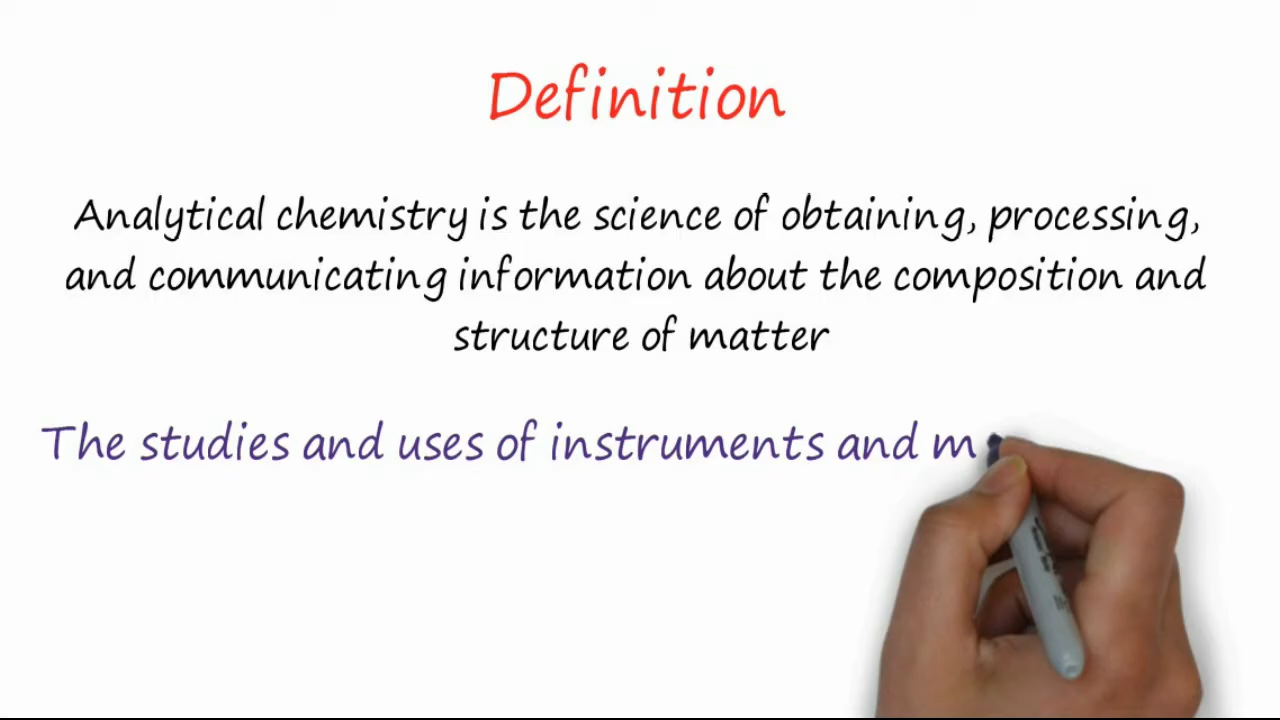 Definition
Analytical chemistry is the science of obtaining, processing,
and communicating information about the composition and
structure of matter
The studies and uses of instruments and m